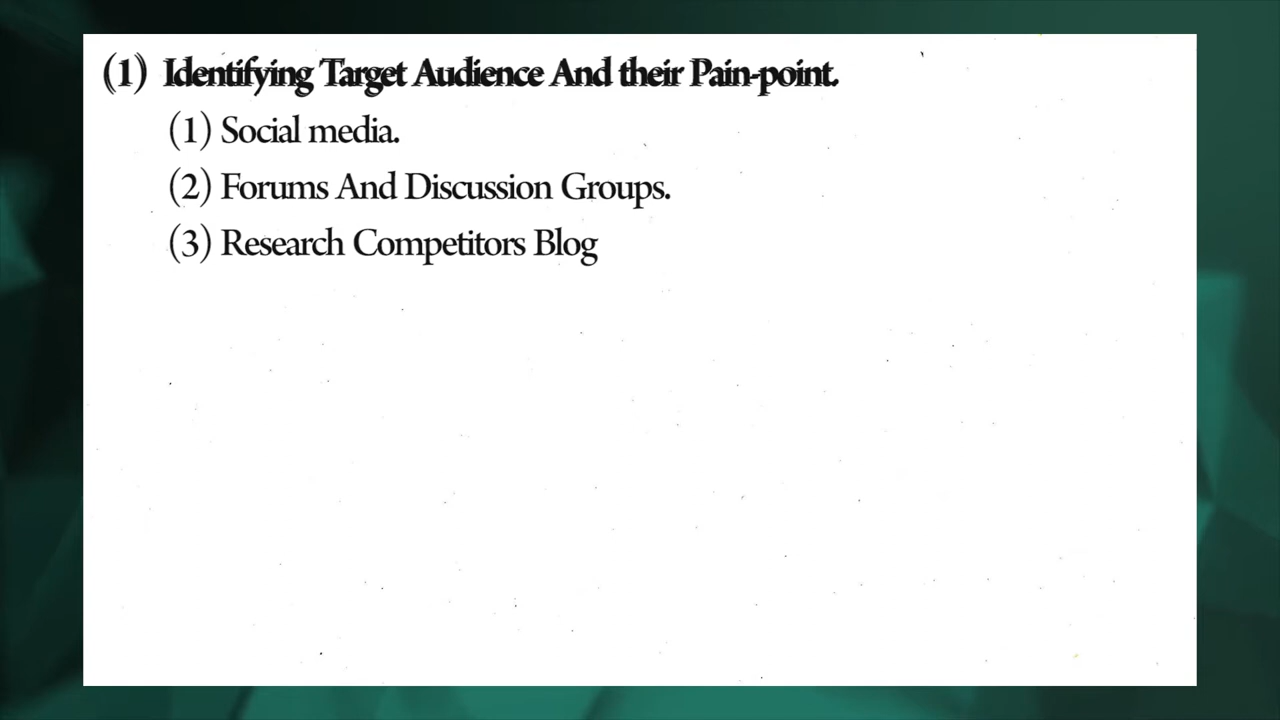 (1) Identifying Target Audience And their Pain-point.
(1) Social media.
(2) Forums And Discussion Groups.
(3) Research Competitors Blog